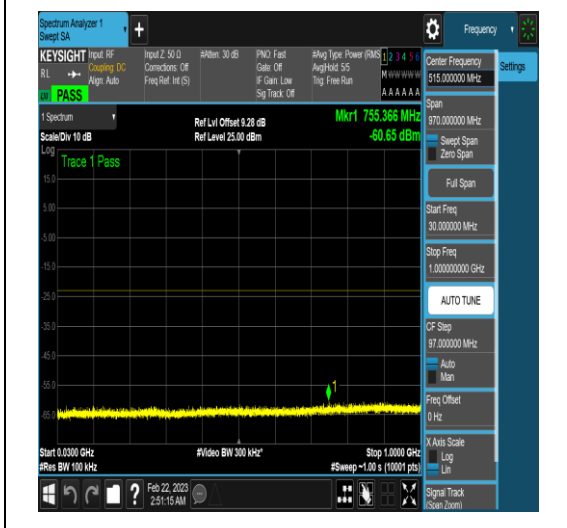 Spectrum Analyzer 1
Swept SA
+
Frequency
KEYSIGHT
RL
PASS
Input: RF
Coupling: DC
Align: Auto
Input Z: 50 Ω
Corrections: Off
Freq Ref: Int (S)
#Atten: 30 dB
PNO: Fast
Gate: Off
IF Gain: Low
Sig Track: Off
#Avg Type: Power (RMS
Avg|Hold: 5/5
Trig: Free Run
1 2 3 4 5 6
M W W W W W
A A A A A A
Center Frequency
515.000000 MHz
Settings
1 Spectrum
Scale/Div 10 dB
Ref Lvl Offset 9.28 dB
Ref Level 25.00 dBm
Mkr1 755.366 MHz
-60.65 dBm
Log
Trace 1 Pass
15.0
5.00
-5.00
-15.0
-25.0
-35.0
-45.0
-55.0
-65.0
1
Start 0.0300 GHz
#Res BW 100 kHz
#Video BW 300 kHz*
Stop 1.0000 GHz
#Sweep ~1.00 s (10001 pts)
Span
970.000000 MHz
Swept Span
Zero Span
Full Span
Start Freq
30.000000 MHz
Stop Freq
1.000000000 GHz
AUTO TUNE
CF Step
97.000000 MHz
Auto
Man
Freq Offset
0 Hz
X Axis Scale
Log
Lin
Signal Track
(Span Zoom)
?
Feb 22, 2023
2:51:15 AM